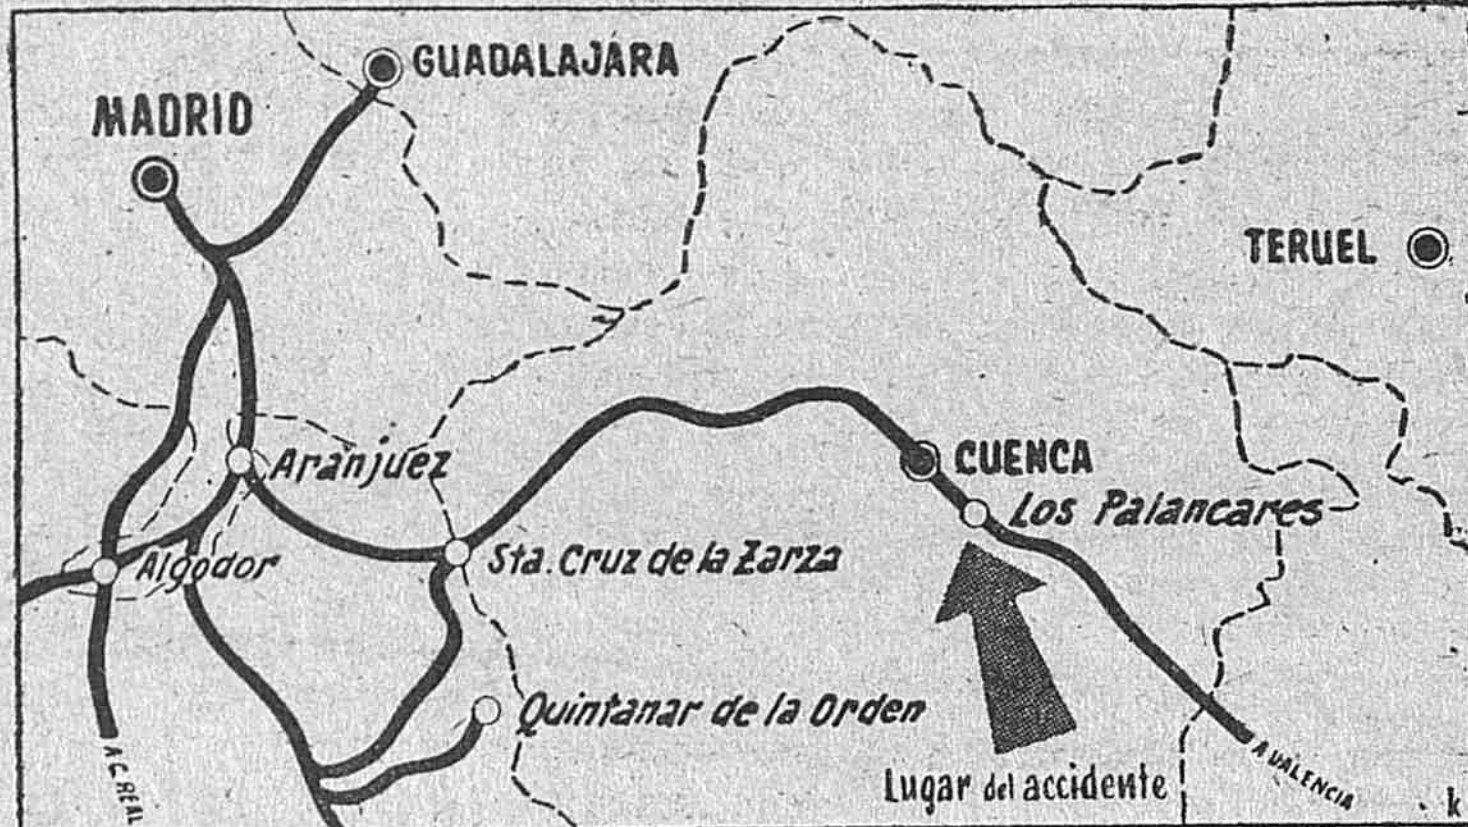 GUADALAJARA
MADRID
TERUEL
Aranjuez
CUENCA
Los Palancares
Algodor
Sta. Cruz de la Zarza
Quintanar de la Orden
A C. REAL
A VALENCIA
Lugar del accidente
k